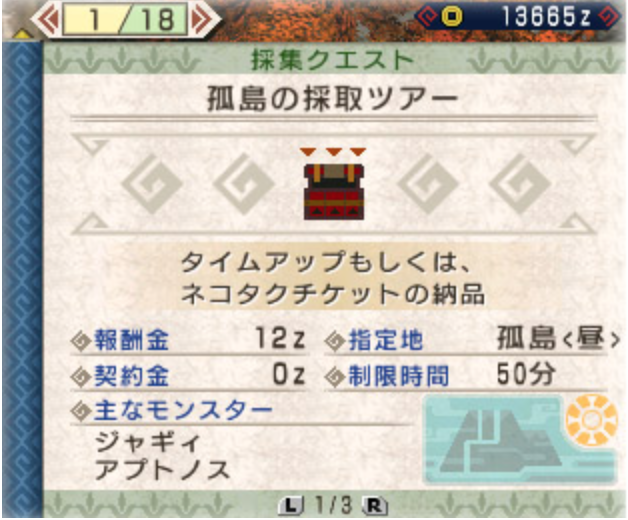 1/18
13665z
採集クエスト
孤島の採取ツアー
タイムアップもしくは、
ネコタクチケットの納品
報酬金 12z 指定地 孤島<昼>
契約金 0z 制限時間 50分
主なモンスター
ジャギィ
アプトノス
L 1/3 R